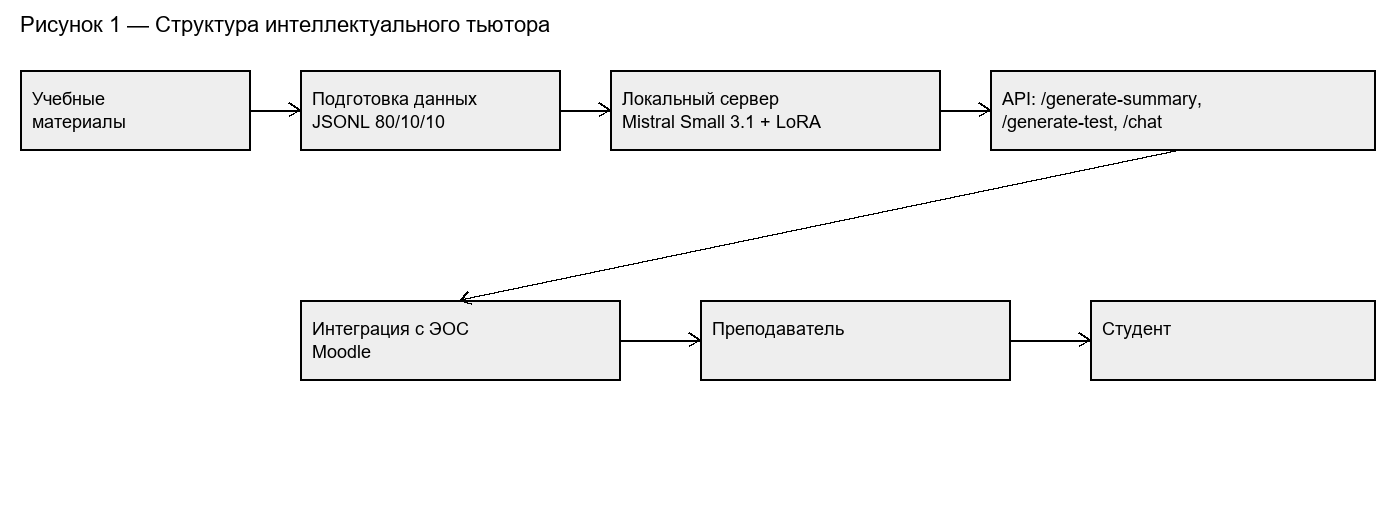 Рисунок 1 — Структура интеллектуального тьютора
Учебные
материалы
Подготовка данных
JSONL 80/10/10
Локальный сервер
Mistral Small 3.1 + LoRA
API: /generate-summary,
/generate-test, /chat
Интеграция с ЭОС
Moodle
Преподаватель
Студент